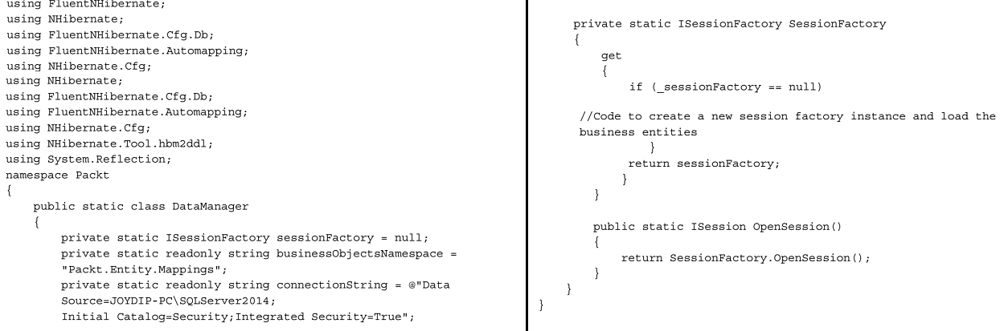 using FluentNHibernate;
using NHibernate;
using FluentNHibernate.Cfg.Db;
using FluentNHibernate.Automapping;
using NHibernate.Cfg;
using NHibernate;
using FluentNHibernate.Cfg.Db;
using FluentNHibernate.Automapping;
using NHibernate.Cfg;
using NHibernate.Tool.hbm2ddl;
using System.Reflection;
namespace Packt
{
    public static class DataManager
    {
        private static ISessionFactory sessionFactory = null;
        private static readonly string businessObjectsNamespace =
        "Packt.Entity.Mappings";
        private static readonly string connectionString = @"Data
        Source=JOYDIP-PC\SQLServer2014;
        Initial Catalog=Security;Integrated Security=True";
private static ISessionFactory SessionFactory
{
    get
    {
        if (_sessionFactory == null)
//Code to create a new session factory instance and load the
business entities
}
return sessionFactory;
}
}
public static ISession OpenSession()
{
    return SessionFactory.OpenSession();
}
}
}